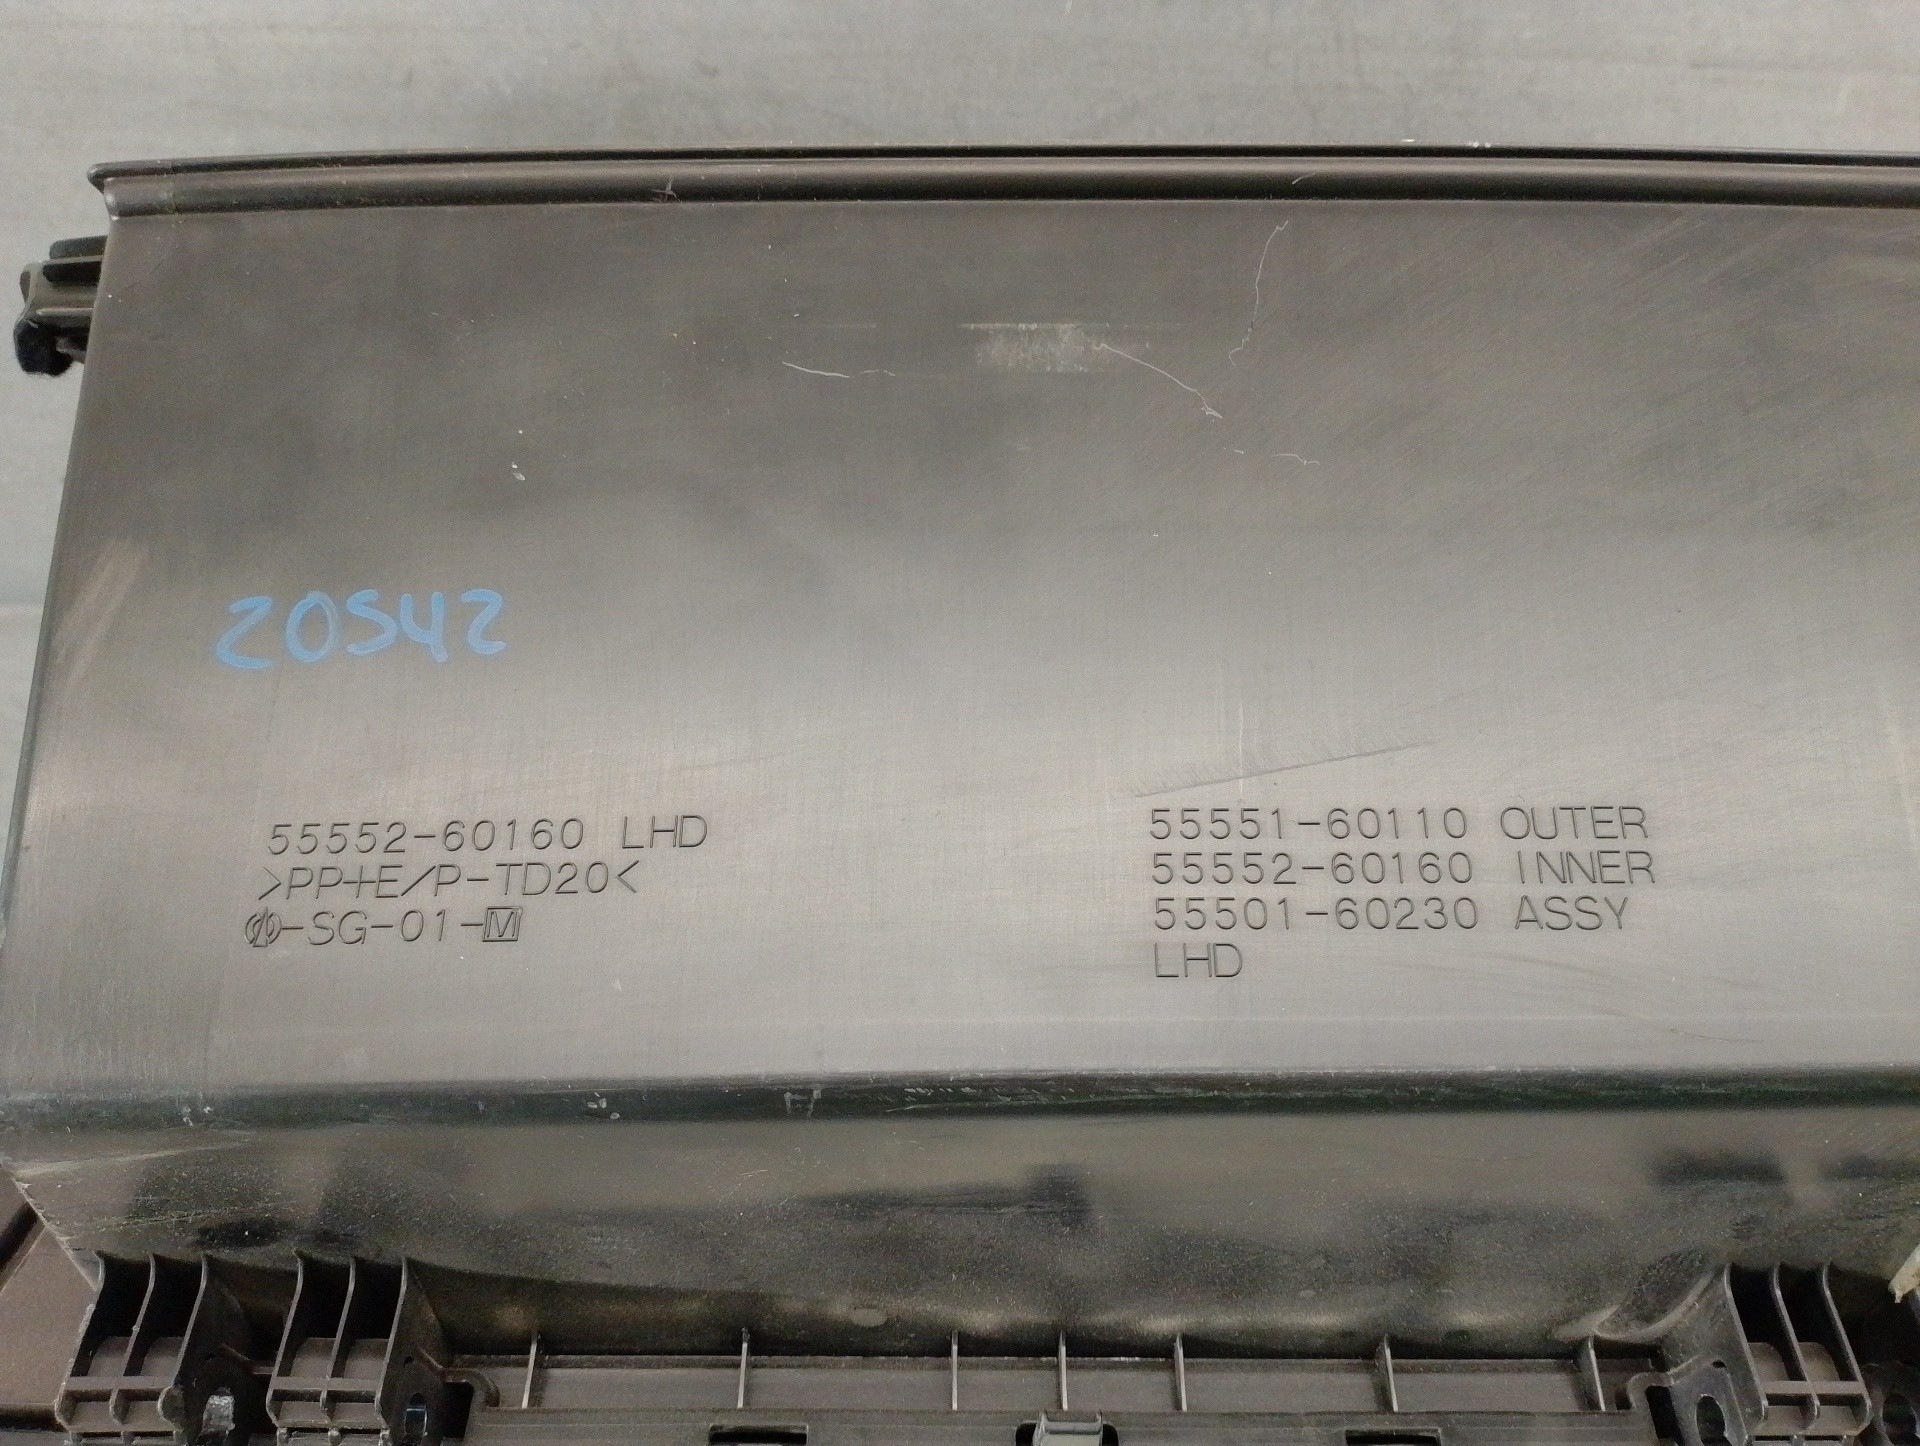 20542
55552-60160 LHD
>PP+E/P-TD20<
-SG-01-M
55551-60110 OUTER
55552-60160 INNER
55501-60230 ASSY
LHD